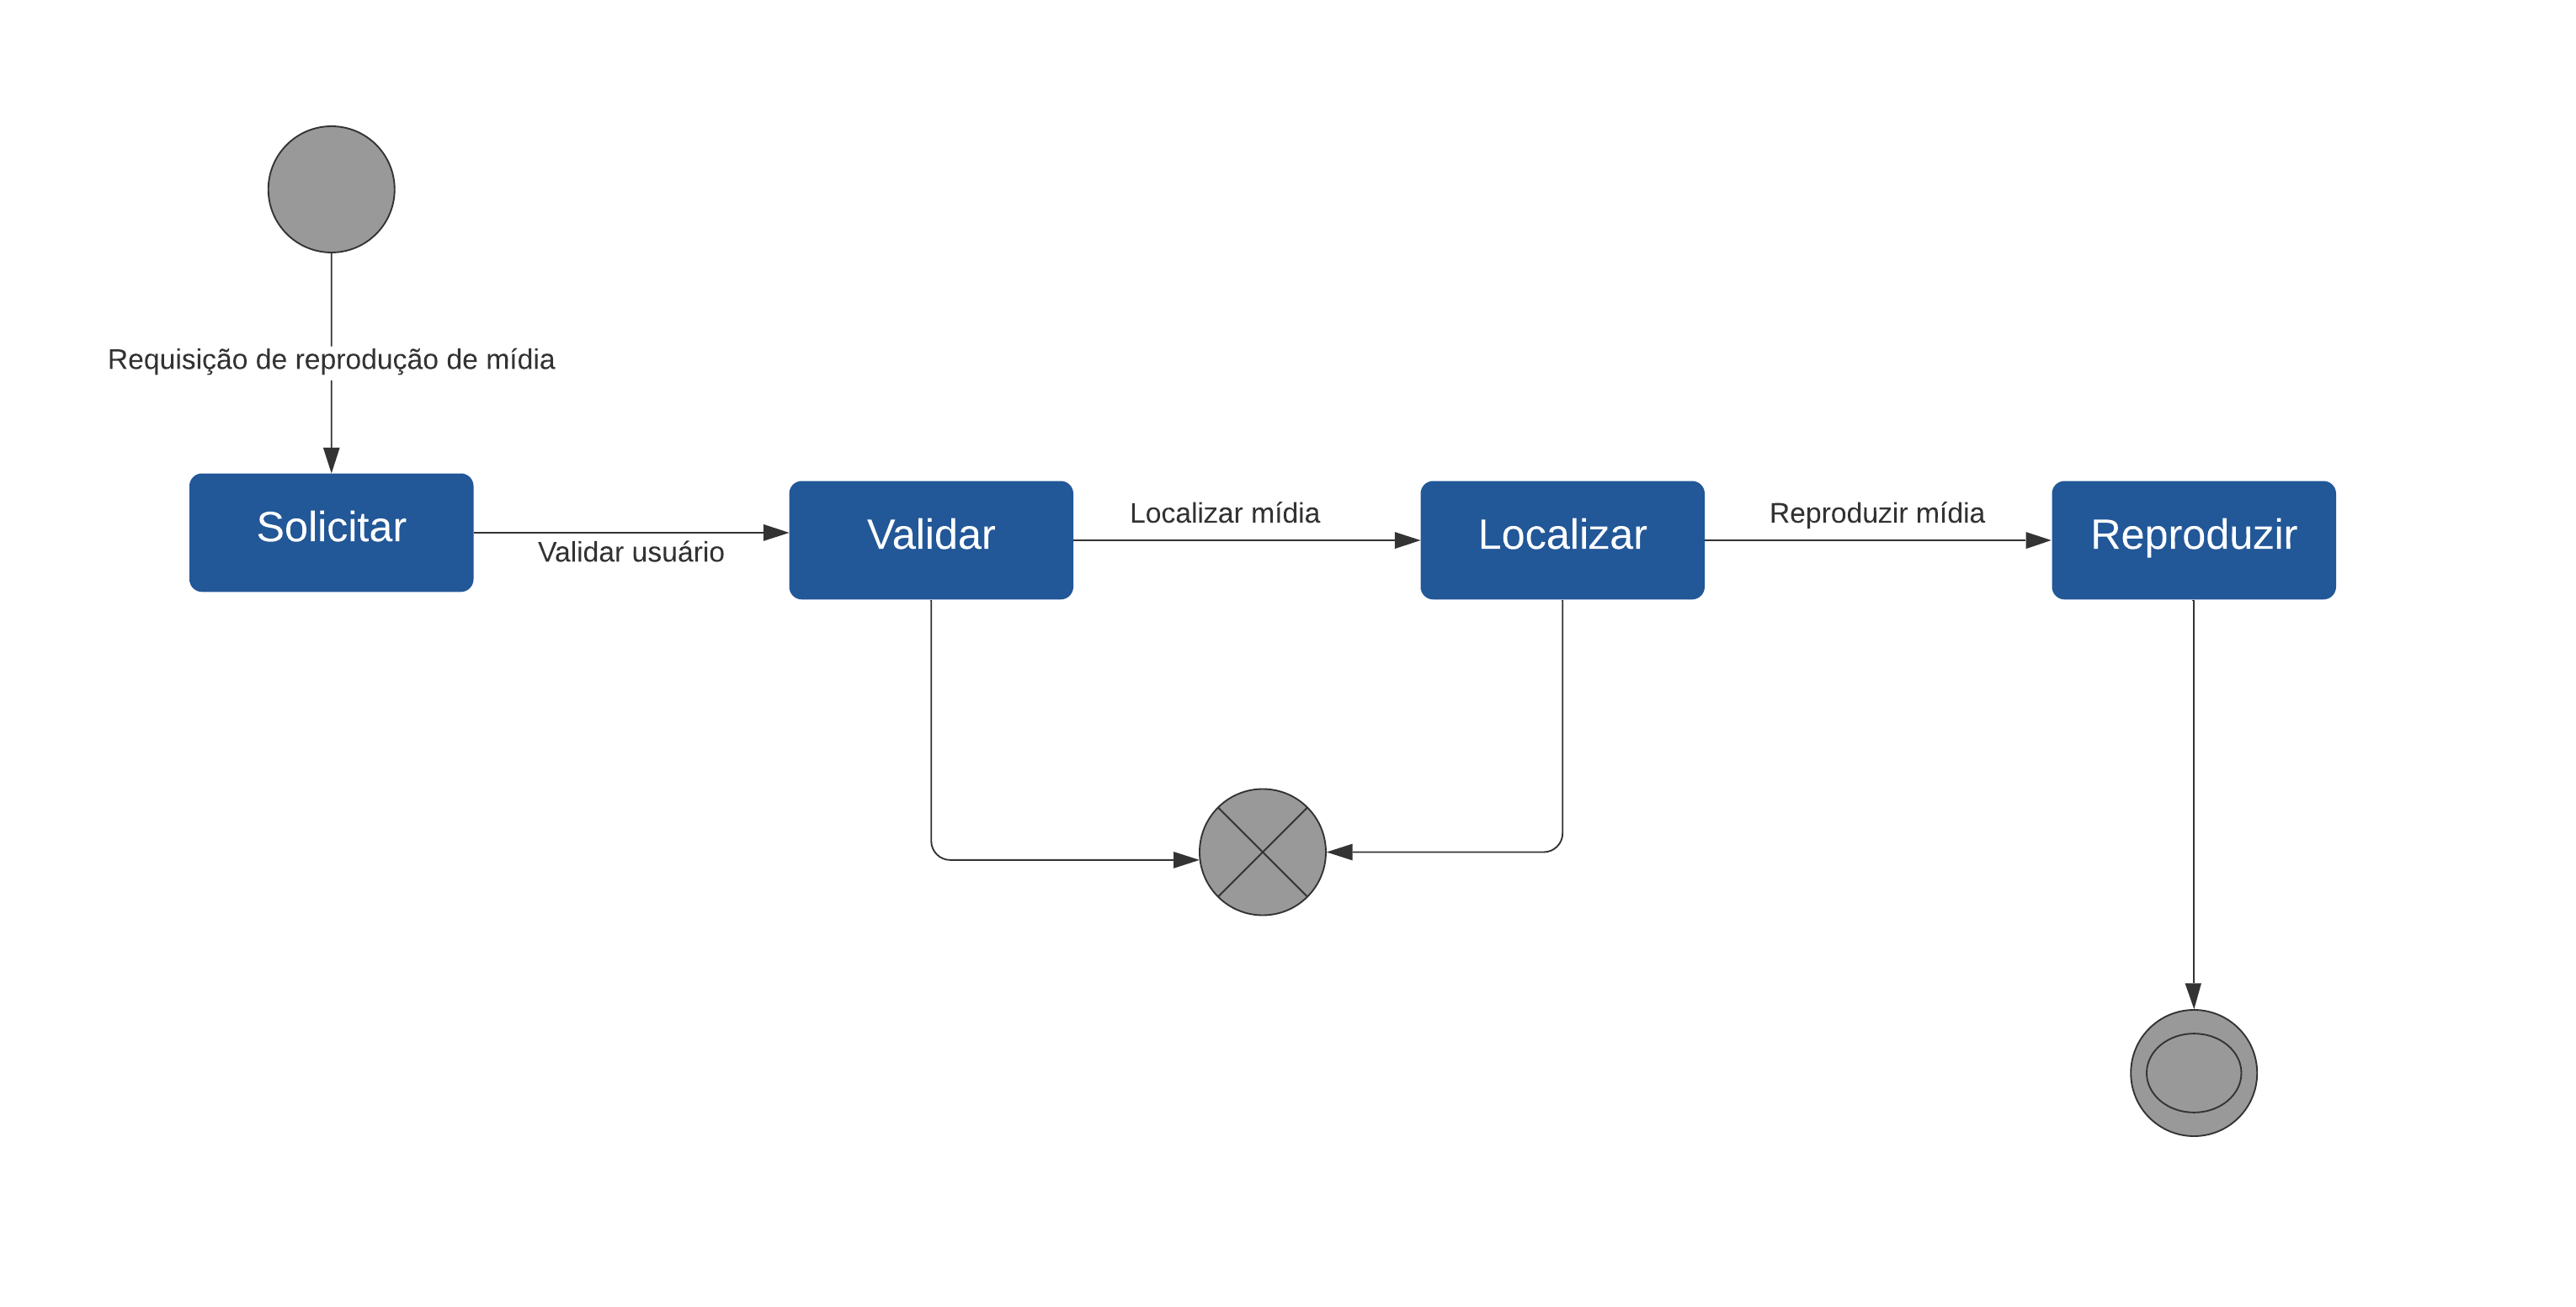 Requisição de reprodução de mídia
Solicitar
Validar usuário
Validar
Localizar mídia
Localizar
Reproduzir mídia
Reproduzir